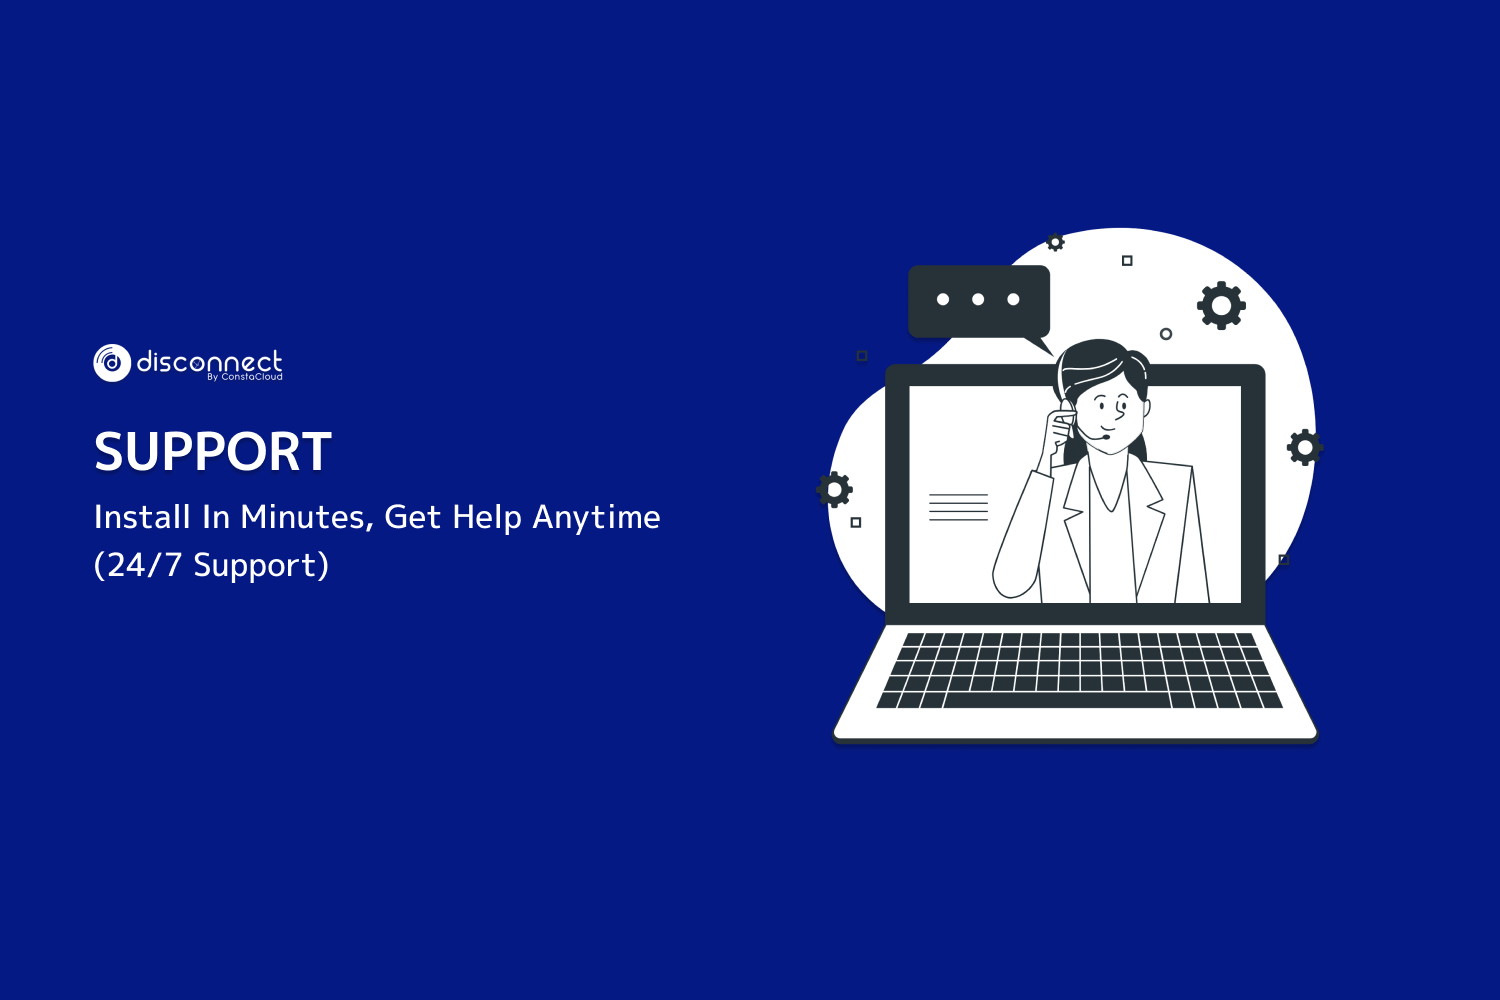 disconnect
By ConstaCloud
SUPPORT
Install In Minutes, Get Help Anytime
(24/7 Support)